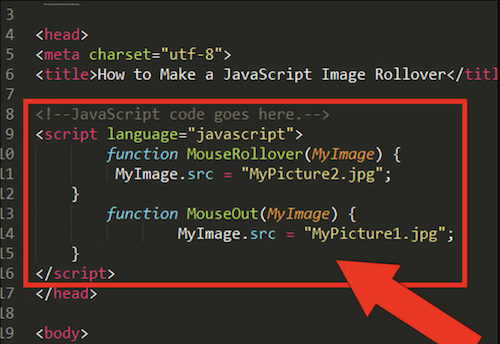 3
4 <head>
5 <meta charset="utf-8">
6 <title>How to Make a JavaScript Image Rollover</titl
7
8 <!--JavaScript code goes here.-->
9 <script language="javascript">
10 function MouseRollover(MyImage) {
11 MyImage.src = "MyPicture2.jpg";
12 }
13 function MouseOut(MyImage) {
14 MyImage.src = "MyPicture1.jpg";
15 }
16 </script>
17 </head>
18
19 <body>